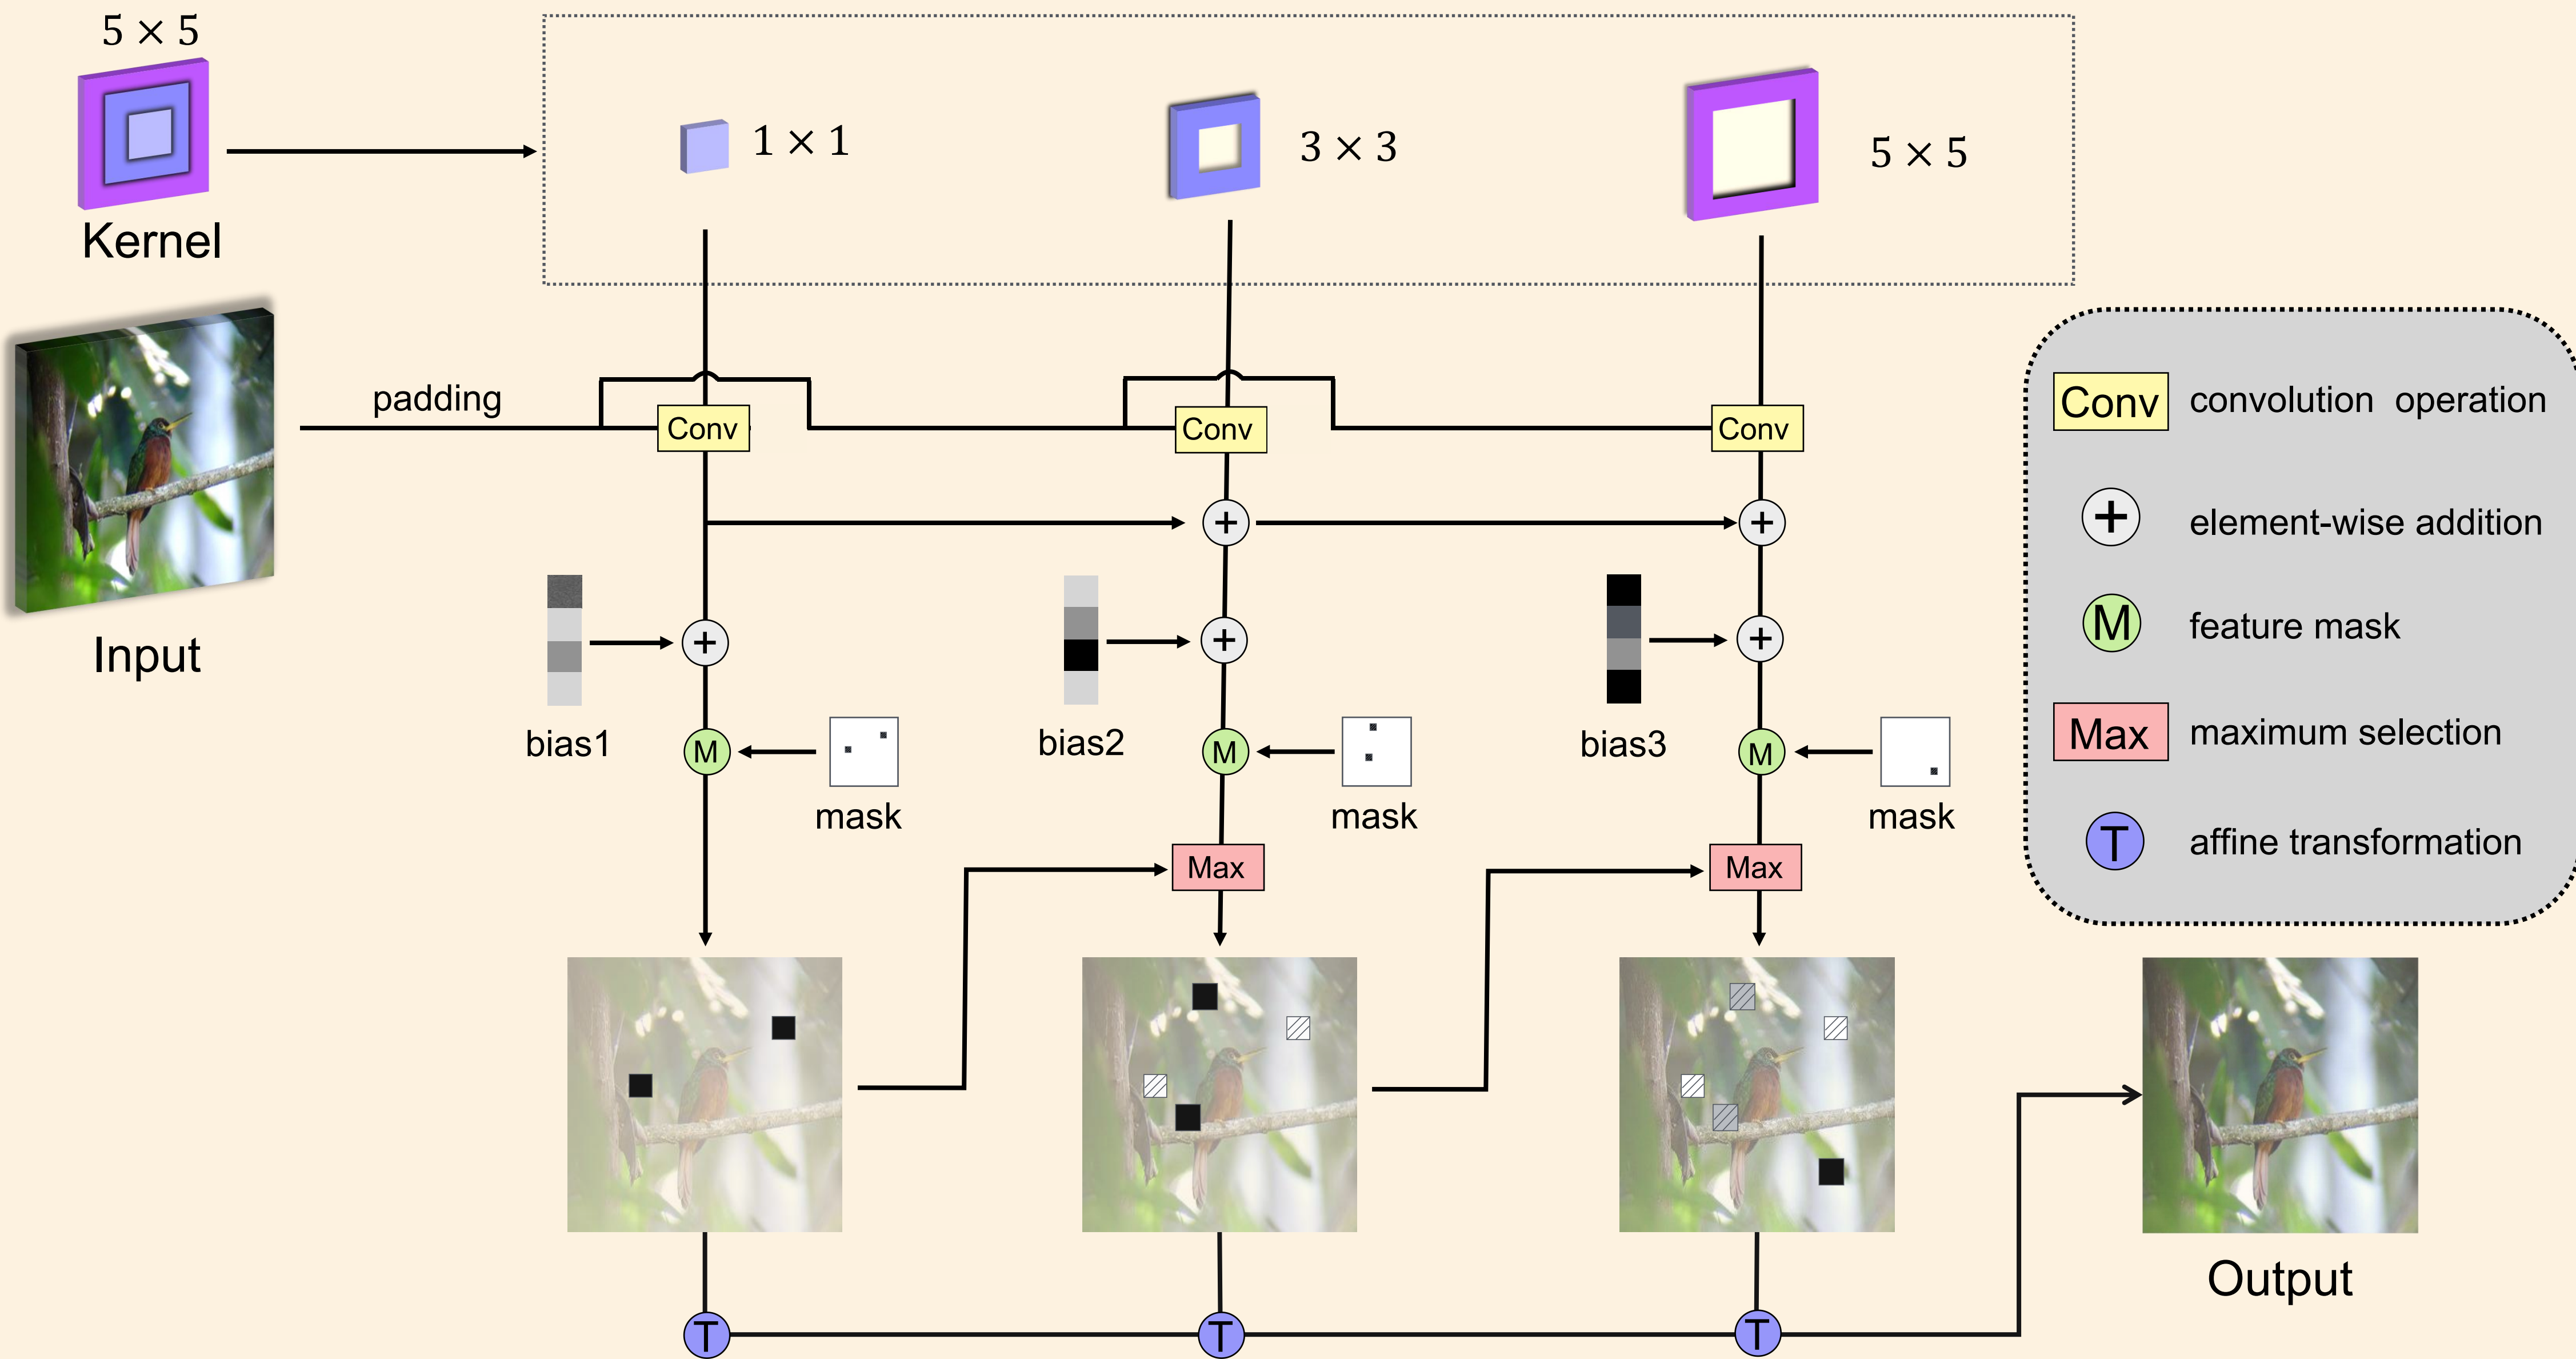 5 × 5
Kernel
1 × 1
3 × 3
5 × 5
Input
padding
Conv
Conv
Conv
+
+
bias1
+
bias2
+
bias3
+
M
mask
M
mask
M
mask
Max
Max
T
T
T
Output
Conv convolution operation
+ element-wise addition
M feature mask
Max maximum selection
T affine transformation